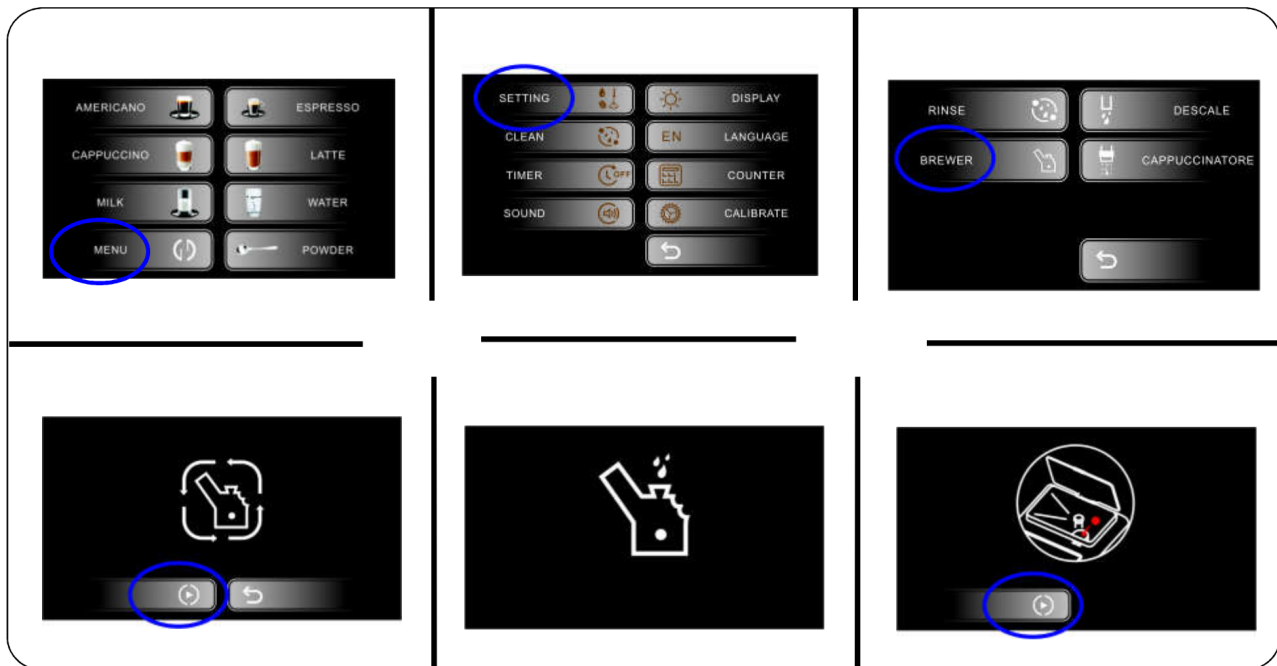 AMERICANO ESPRESSO
CAPPUCCINO LATTE
MILK WATER
MENU POWDER
SETTING DISPLAY
CLEAN EN LANGUAGE
TIMER OFF COUNTER
SOUND CALIBRATE
RINSE DESCALE
BREWER CAPPUCCINATORE